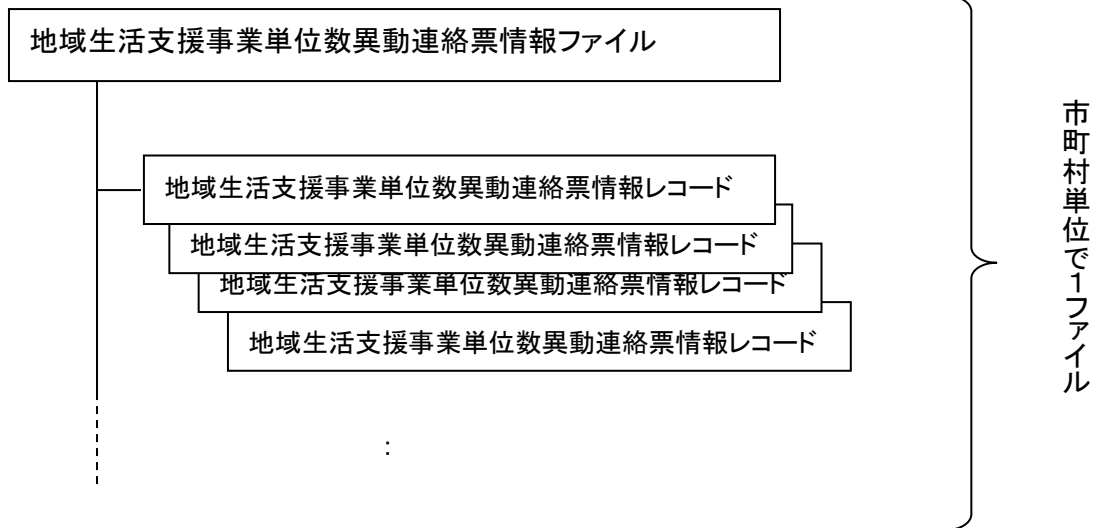 地域生活支援事業単位数異動連絡票情報ファイル
地域生活支援事業単位数異動連絡票情報レコード
地域生活支援事業単位数異動連絡票情報レコード
地域生活支援事業単位数異動連絡票情報レコード
地域生活支援事業単位数異動連絡票情報レコード
:
市町村単位で1ファイル